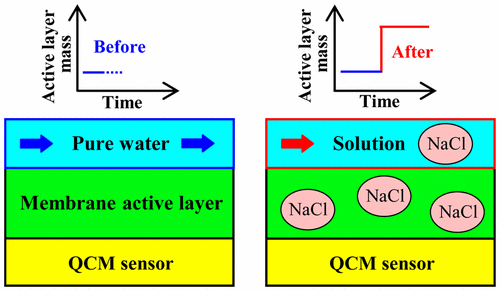 Active layer
mass
Before
Time
Pure water
Membrane active layer
QCM sensor
Active layer
mass
After
Time
Solution
NaCl
NaCl
NaCl
NaCl
QCM sensor